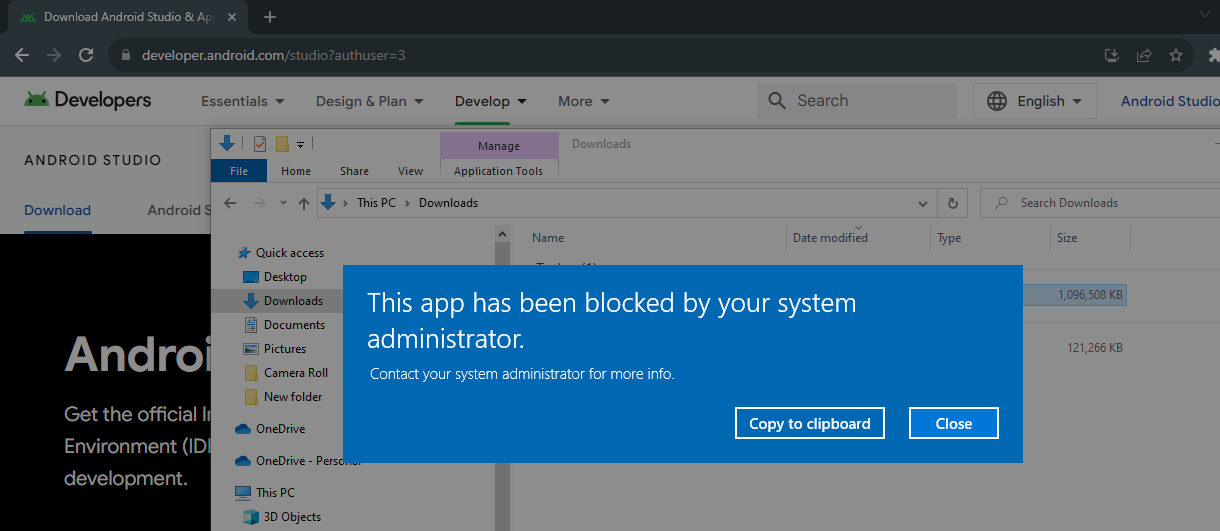 Download Android Studio & Ap
developer.android.com/studio?authuser=3
Developers
Essentials
Design & Plan
Develop
More
Search
English
Android Studio
ANDROID STUDIO
Download
Android S
Manage
Downloads
File
Home
Share
View
Application Tools
This PC
Downloads
Search Downloads
Name
Date modified
Type
Size
Quick access
Desktop
Downloads
Documents
Pictures
Camera Roll
New folder
OneDrive
OneDrive - Personal
This PC
3D Objects
1,096,508 KB
121,266 KB
This app has been blocked by your system
administrator.
Contact your system administrator for more info.
Copy to clipboard
Close
Androi
Get the official I
Environment (IDE
development.